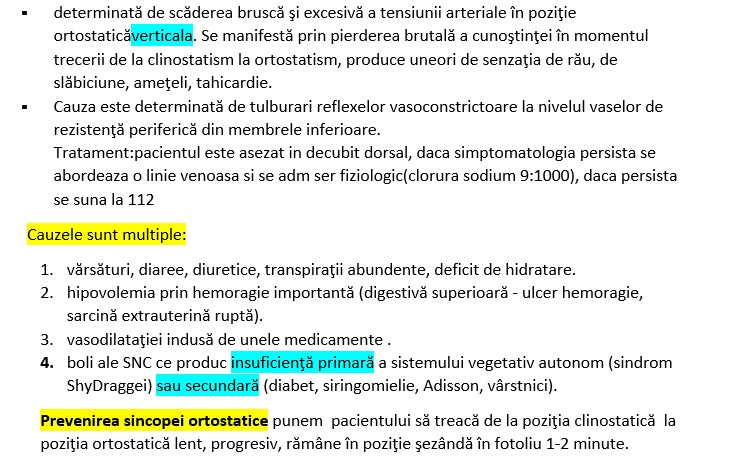 ▪ determinată de scăderea bruscă şi excesivă a tensiunii arteriale în poziţie
ortostaticăverticala. Se manifestă prin pierderea brutală a cunoştinţei în momentul
trecerii de la clinostatism la ortostatism, produce uneori de senzaţia de rău, de
slăbiciune, ameţeli, tahicardie.
▪ Cauza este determinată de tulburari reflexelor vasoconstrictoare la nivelul vaselor de
rezistenţă periferică din membrele inferioare.
Tratament:pacientul este asezat in decubit dorsal, daca simptomatologia persista se
abordeaza o linie venoasa si se adm ser fiziologic(clorura sodium 9:1000), daca persista
se suna la 112
Cauzele sunt multiple:
1. vărsături, diaree, diuretice, transpiraţii abundente, deficit de hidratare.
2. hipovolemia prin hemoragie importantă (digestivă superioară - ulcer hemoragie,
sarcină extrauterină ruptă).
3. vasodilataţiei indusă de unele medicamente .
4. boli ale SNC ce produc insuficienţă primară a sistemului vegetativ autonom (sindrom
ShyDraggei) sau secundară (diabet, siringomielie, Adisson, vârstnici).
Prevenirea sincopei ortostatice punem pacientului să treacă de la poziţia clinostatică la
poziţia ortostatică lent, progresiv, rămâne în poziţie şezândă în fotoliu 1-2 minute.